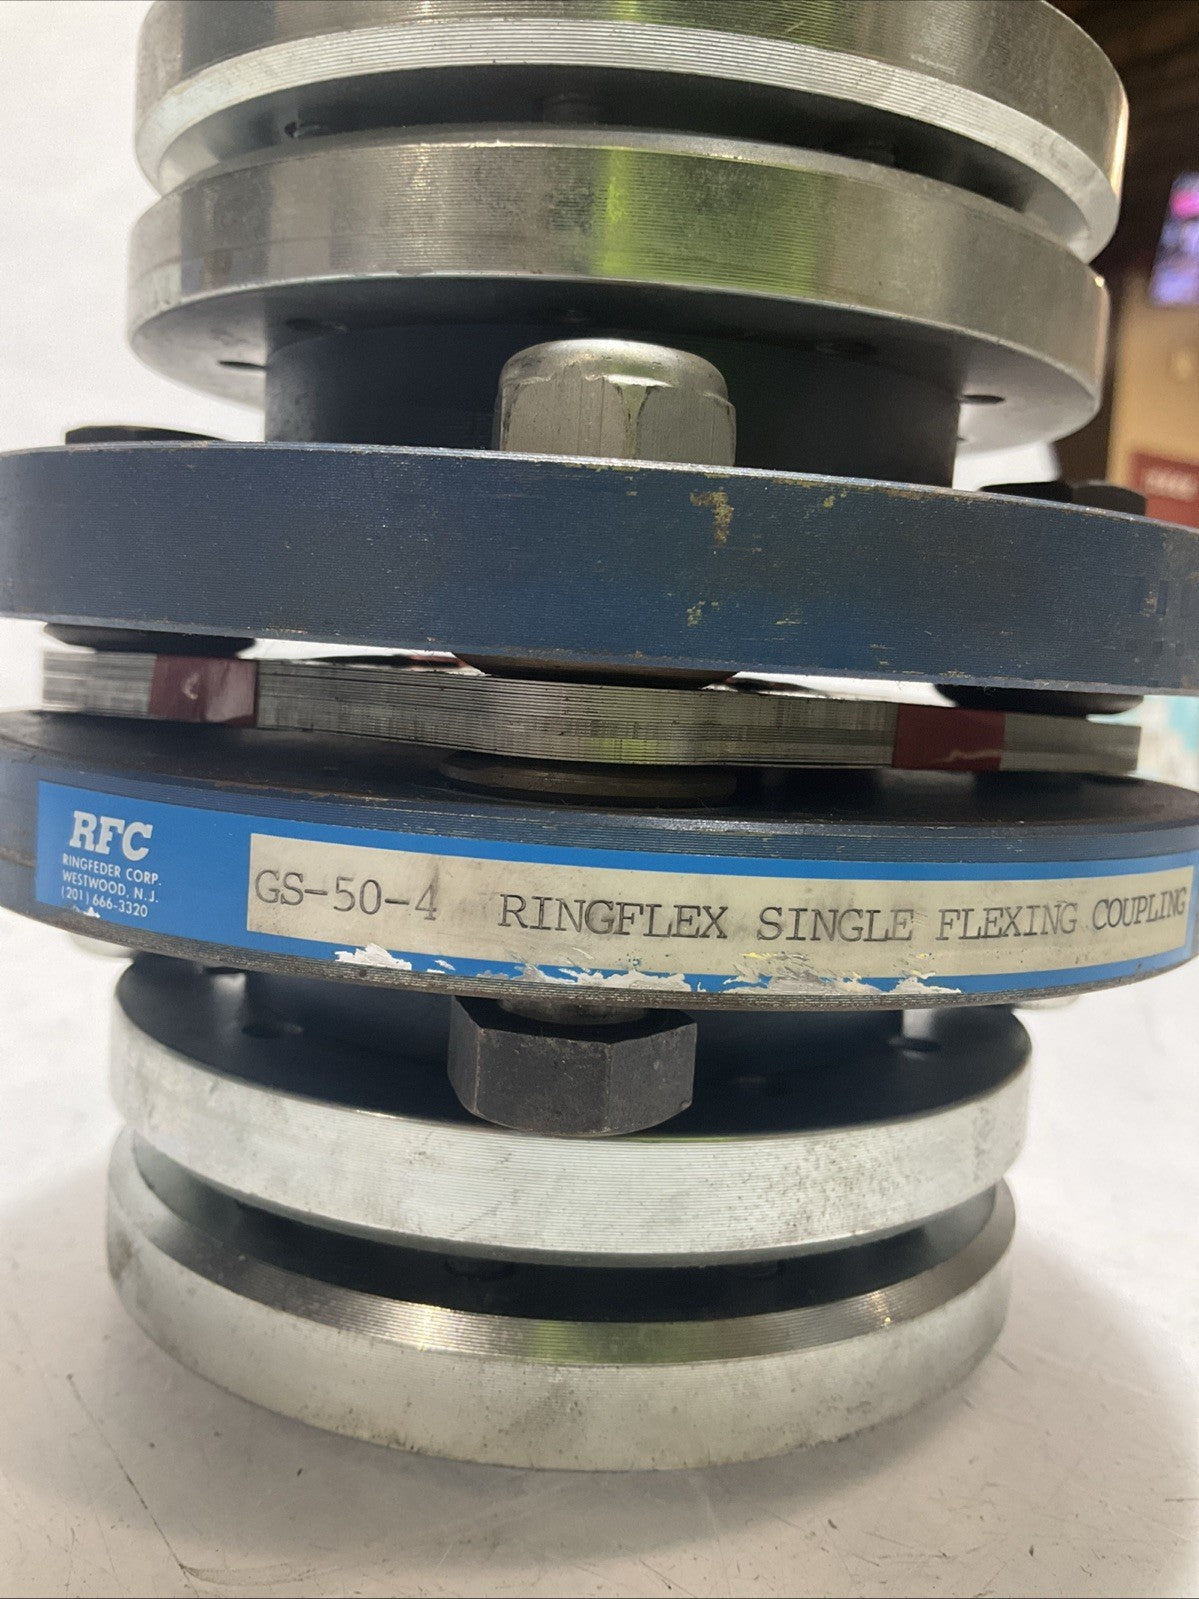 RFC
RINGFEDER CORP.
WESTWOOD, N.J.
(201) 666-3320
GS-50-4 RINGFLEX SINGLE FLEXING COUPLING